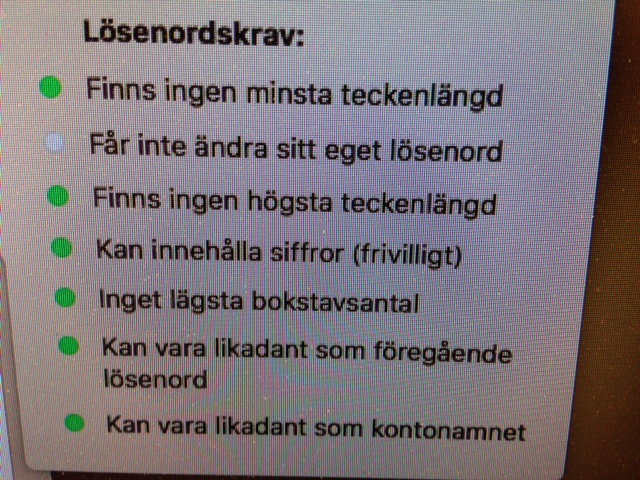 Lösenordskrav:
Finns ingen minsta teckenlängd
Får inte ändra sitt eget lösenord
Finns ingen högsta teckenlängd
Kan innehålla siffror (frivilligt)
Inget lägsta bokstavsantal
Kan vara likadant som föregående
lösenord
Kan vara likadant som kontonamnet